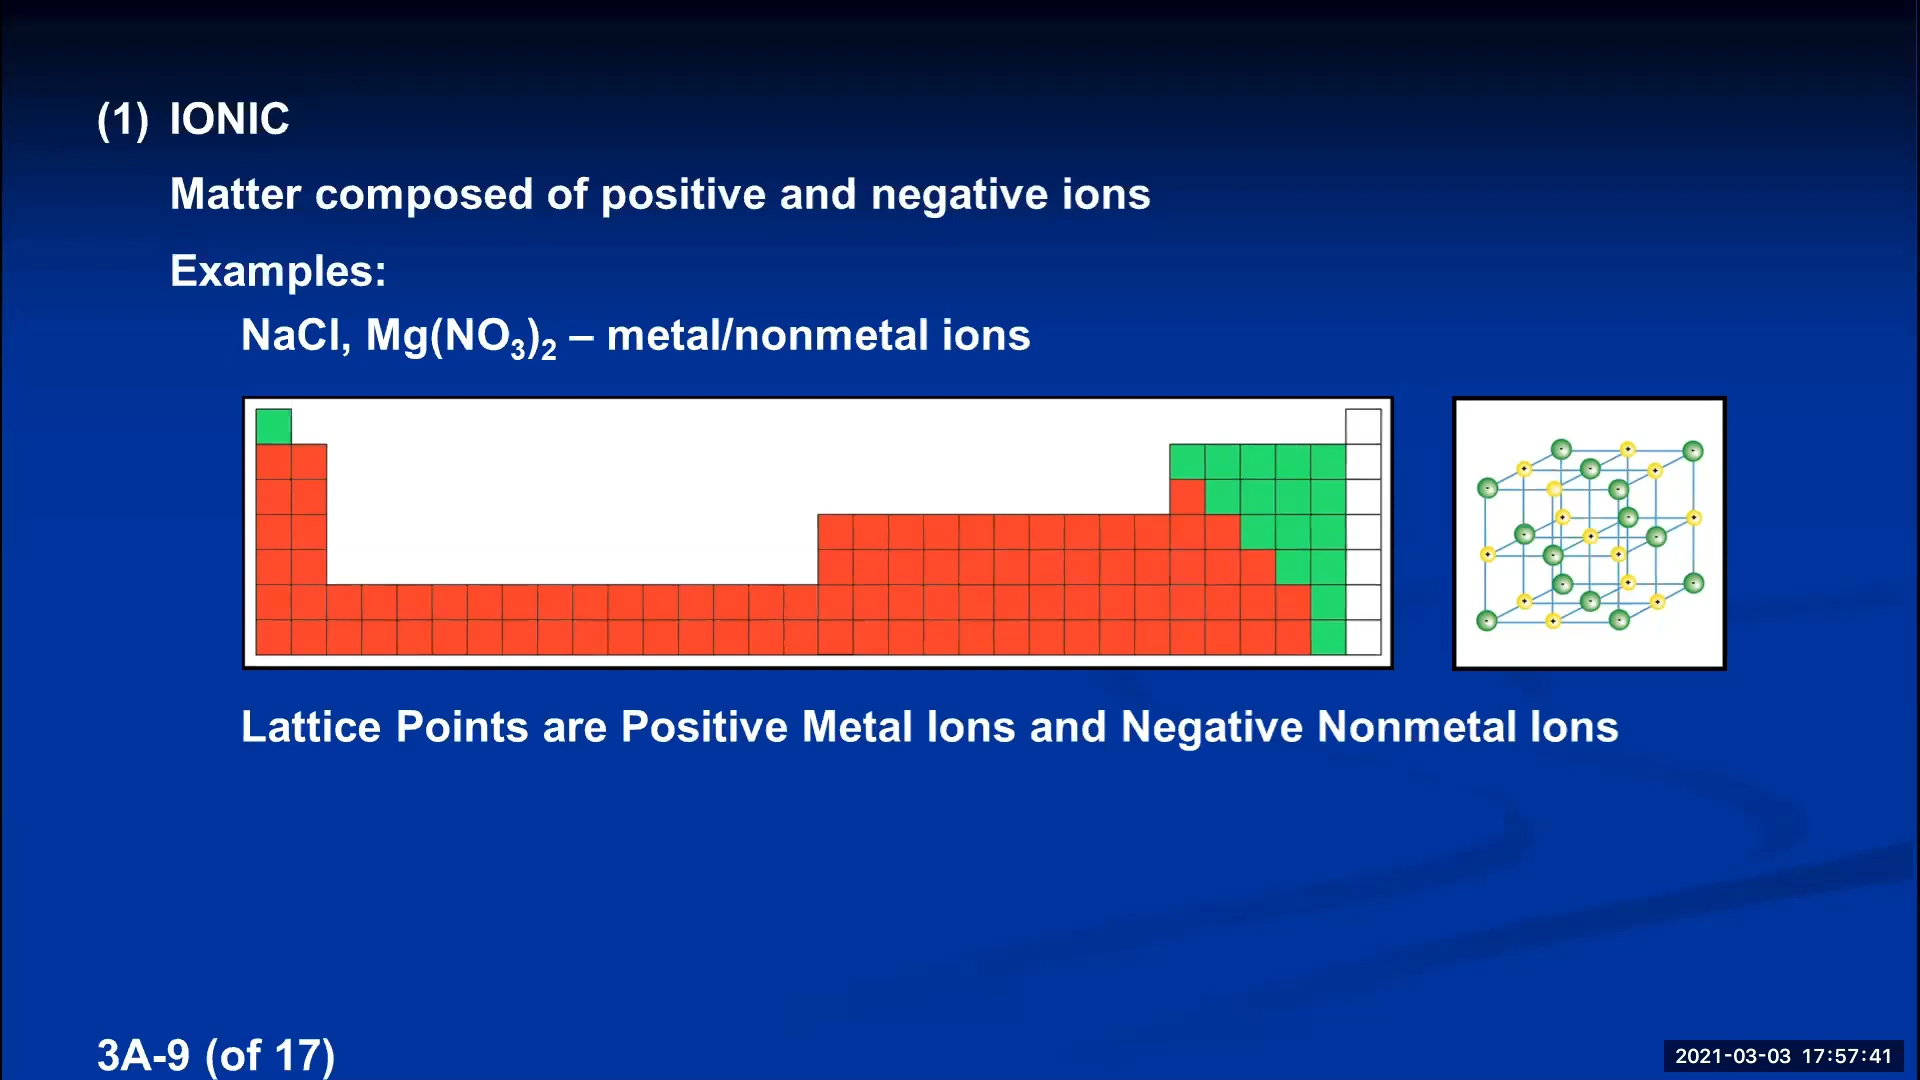 (1) IONIC
Matter composed of positive and negative ions
Examples:
NaCl, Mg(NO₃)₂ – metal/nonmetal ions
Lattice Points are Positive Metal Ions and Negative Nonmetal Ions
3A-9 (of 17)
2021-03-03 17:57:41